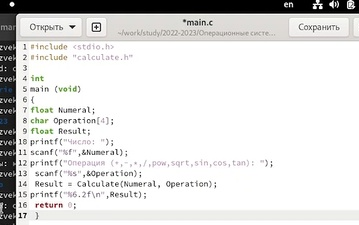 en
Открыть
*main.c
~/work/study/2022-2023/Операционные систе...
Сохранить
1 #include <stdio.h>
2 #include "calculate.h"
3
4 int
5 main (void)
6 {
7 float Numeral;
8 char Operation[4];
9 float Result;
10 printf("Число: ");
11 scanf("%f",&Numeral);
12 printf("Операция (+,-,*,/,pow,sqrt,sin,cos,tan): ");
13 scanf("%s",&Operation);
14 Result = Calculate(Numeral, Operation);
15 printf("%6.2f\n",Result);
16 return 0;
17 }